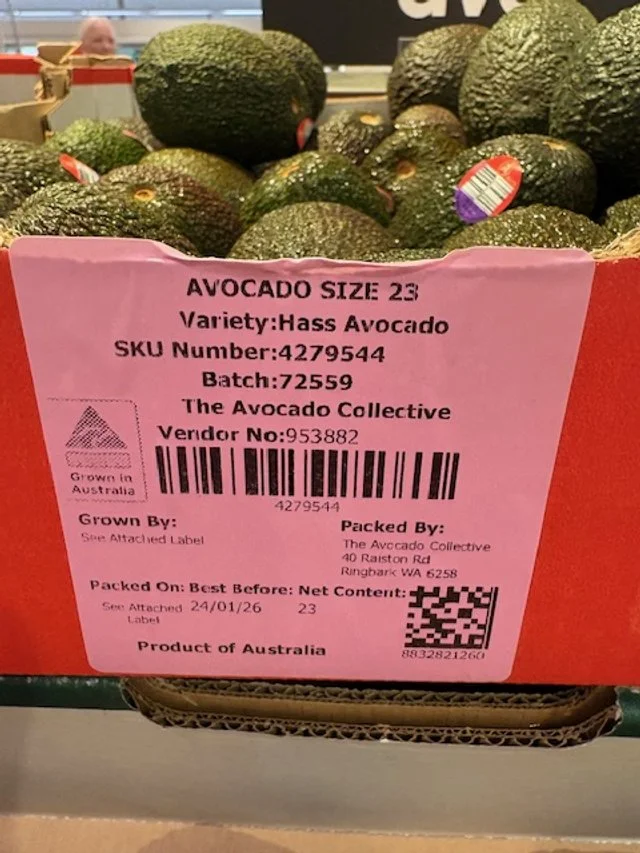 AVOCADO SIZE 23
Variety:Hass Avocado
SKU Number:4279544
Batch:72559
The Avocado Collective
Vendor No:953882
4279544
Grown in
Australia
Grown By:
See Attached Label
Packed By:
The Avocado Collective
40 Ralston Rd
Ringbark WA 6258
Packed On: Best Before: Net Content:
See Attached 24/01/26 23
Label
8832821260
Product of Australia